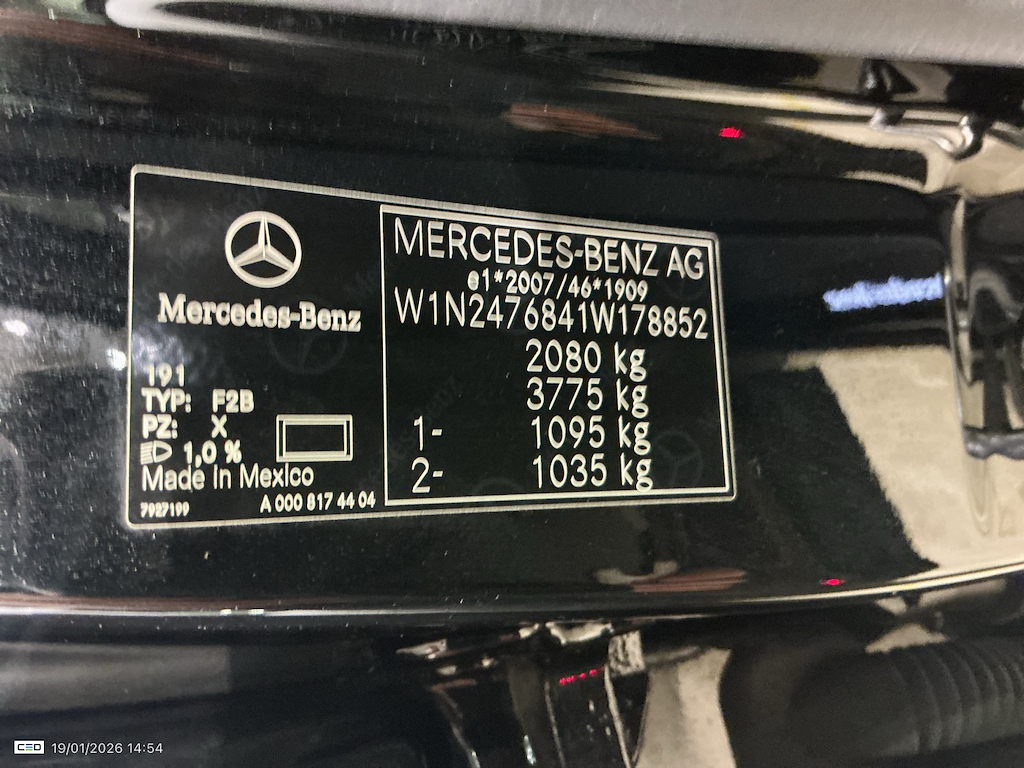 Mercedes-Benz
191
TYP: F2B
PZ: X
1,0 %
Made In Mexico
7927199 A 000 817 44 04
MERCEDES-BENZ AG
e1*2007/46*1909
W1N2476841W178852
2080 kg
3775 kg
1- 1095 kg
2- 1035 kg
CEO 19/01/2026 14:54